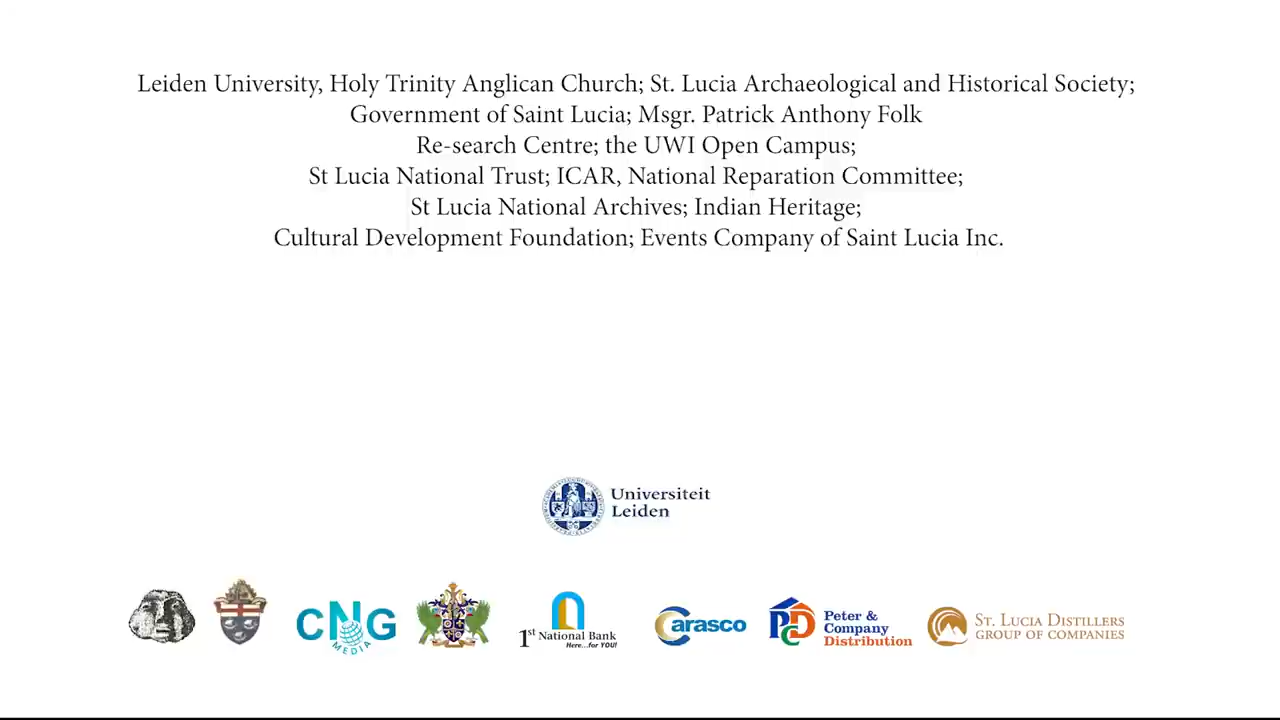 Leiden University, Holy Trinity Anglican Church; St. Lucia Archaeological and Historical Society;
Government of Saint Lucia; Msgr. Patrick Anthony Folk
Re-search Centre; the UWI Open Campus;
St Lucia National Trust; ICAR, National Reparation Committee;
St Lucia National Archives; Indian Heritage;
Cultural Development Foundation; Events Company of Saint Lucia Inc.
Universiteit
Leiden
CNG
MEDIA
1st National Bank
Here...for YOU!
Carasco
PCD
Peter &
Company
Distribution
ST. LUCIA DISTILLERS
GROUP OF COMPANIES